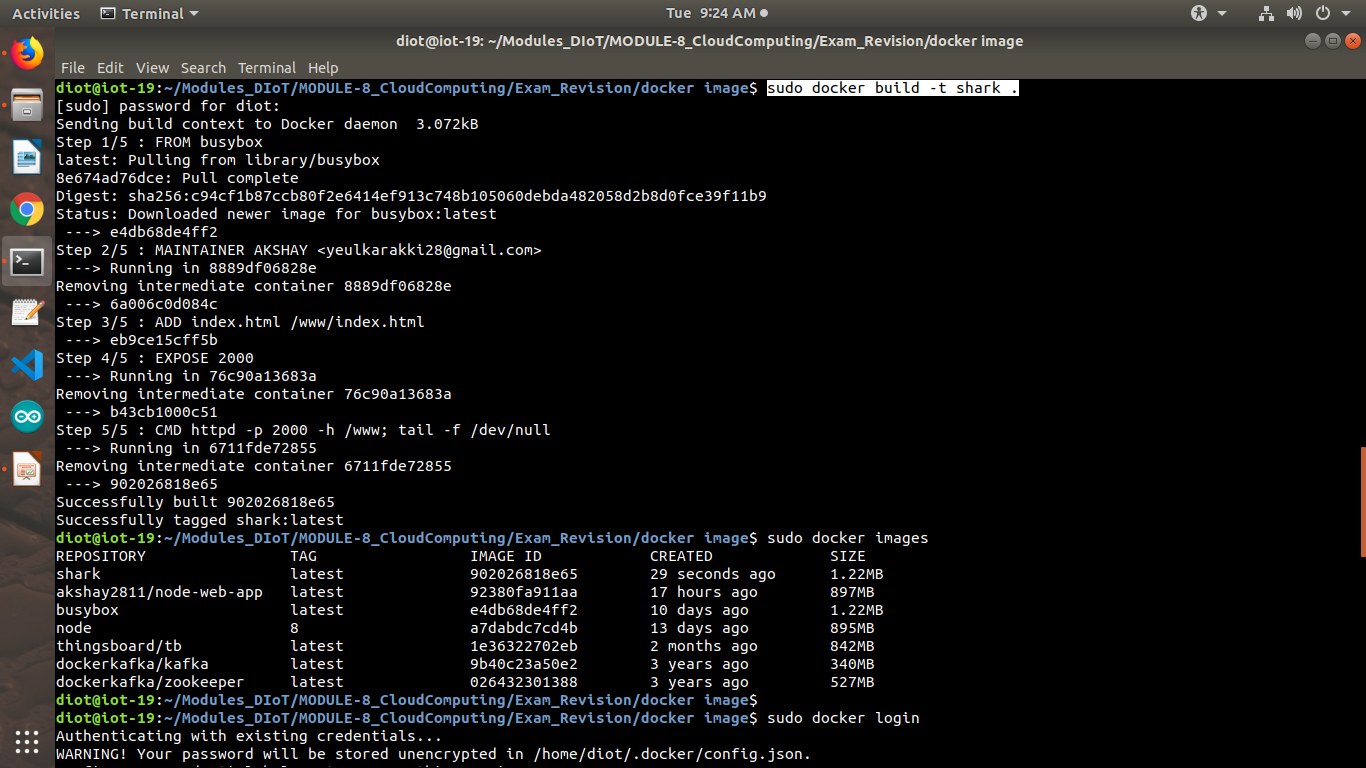 Activities Terminal Tue 9:24 AM
diot@iot-19: ~/Modules_DIoT/MODULE-8_CloudComputing/Exam_Revision/docker image
File Edit View Search Terminal Help
diot@iot-19:~/Modules_DIoT/MODULE-8_CloudComputing/Exam_Revision/docker image$ sudo docker build -t shark .
[sudo] password for diot:
Sending build context to Docker daemon  3.072kB
Step 1/5 : FROM busybox
latest: Pulling from library/busybox
8e674ad76dce: Pull complete
Digest: sha256:c94cf1b87ccb80f2e6414ef913c748b105060debda482058d2b8d0fce39f11b9
Status: Downloaded newer image for busybox:latest
 ---> e4db68de4ff2
Step 2/5 : MAINTAINER AKSHAY <yeulkarakki28@gmail.com>
 ---> Running in 8889df06828e
Removing intermediate container 8889df06828e
 ---> 6a006c0d084c
Step 3/5 : ADD index.html /www/index.html
 ---> eb9ce15cff5b
Step 4/5 : EXPOSE 2000
 ---> Running in 76c90a13683a
Removing intermediate container 76c90a13683a
 ---> b43cb1000c51
Step 5/5 : CMD httpd -p 2000 -h /www; tail -f /dev/null
 ---> Running in 6711fde72855
Removing intermediate container 6711fde72855
 ---> 902026818e65
Successfully built 902026818e65
Successfully tagged shark:latest
diot@iot-19:~/Modules_DIoT/MODULE-8_CloudComputing/Exam_Revision/docker image$ sudo docker images
REPOSITORY                TAG                 IMAGE ID            CREATED             SIZE
shark                     latest              902026818e65        29 seconds ago      1.22MB
akshay2811/node-web-app   latest              92380fa911aa        17 hours ago        897MB
busybox                   latest              e4db68de4ff2        10 days ago         1.22MB
node                      8                   a7dabdc7cd4b        13 days ago         895MB
thingsboard/tb            latest              1e36322702eb        2 months ago        842MB
dockerkafka/kafka         latest              9b40c23a50e2        3 years ago         340MB
dockerkafka/zookeeper     latest              026432301388        3 years ago         527MB
diot@iot-19:~/Modules_DIoT/MODULE-8_CloudComputing/Exam_Revision/docker image$
diot@iot-19:~/Modules_DIoT/MODULE-8_CloudComputing/Exam_Revision/docker image$ sudo docker login
Authenticating with existing credentials...
WARNING! Your password will be stored unencrypted in /home/diot/.docker/config.json.